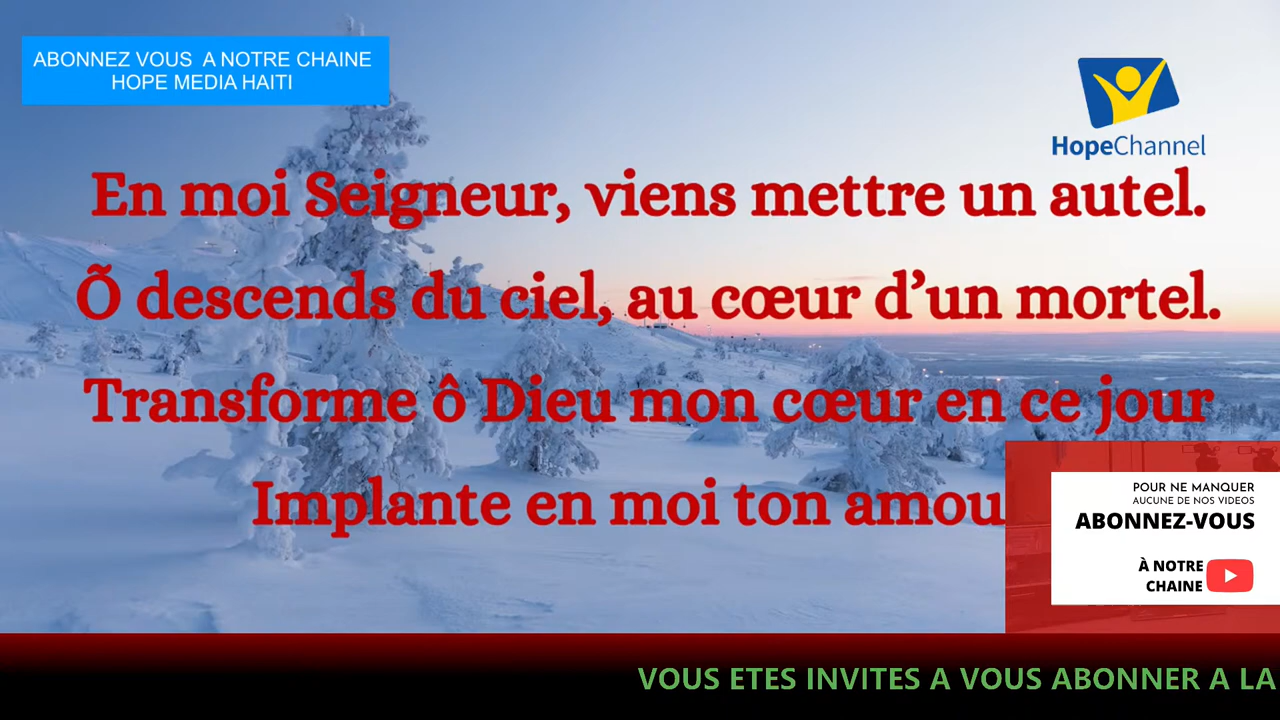 ABONNEZ VOUS A NOTRE CHAINE
HOPE MEDIA HAITI
HopeChannel
En moi Seigneur, viens mettre un autel.
Õ descends du ciel, au cœur d’un mortel.
Transforme ô Dieu mon cœur en ce jour
Implante en moi ton amou
POUR NE MANQUER
AUCUNE DE NOS VIDEOS
ABONNEZ-VOUS
À NOTRE
CHAINE
VOUS ETES INVITES A VOUS ABONNER A LA